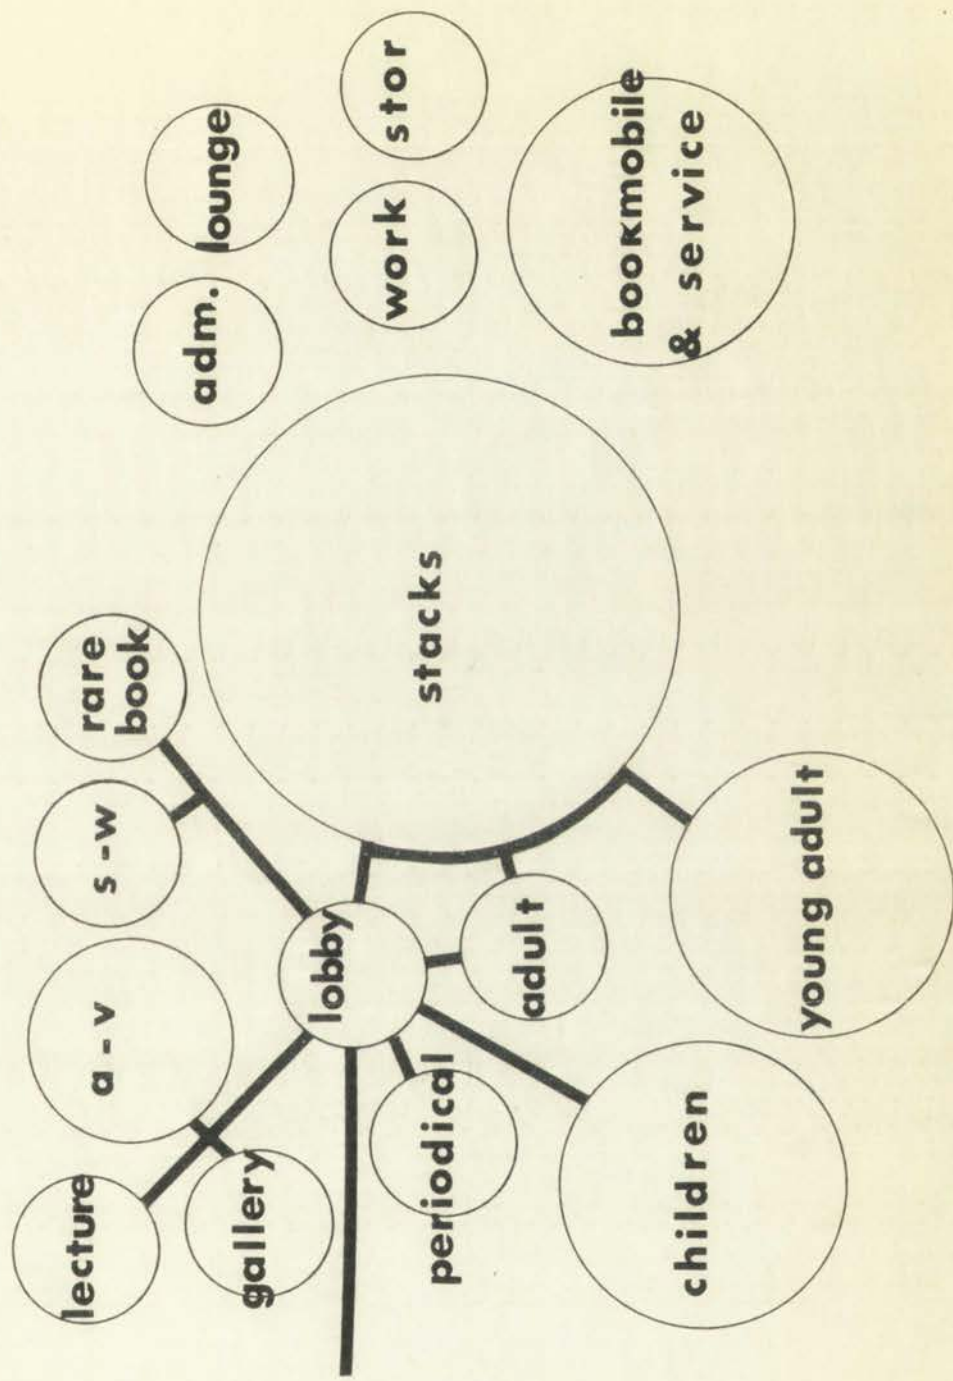 lecture
a - v
s - w
rare
book
gallery
lobby
adm.
lounge
periodical
adult
stacks
work
stor
children
young adult
bookmobile
& service